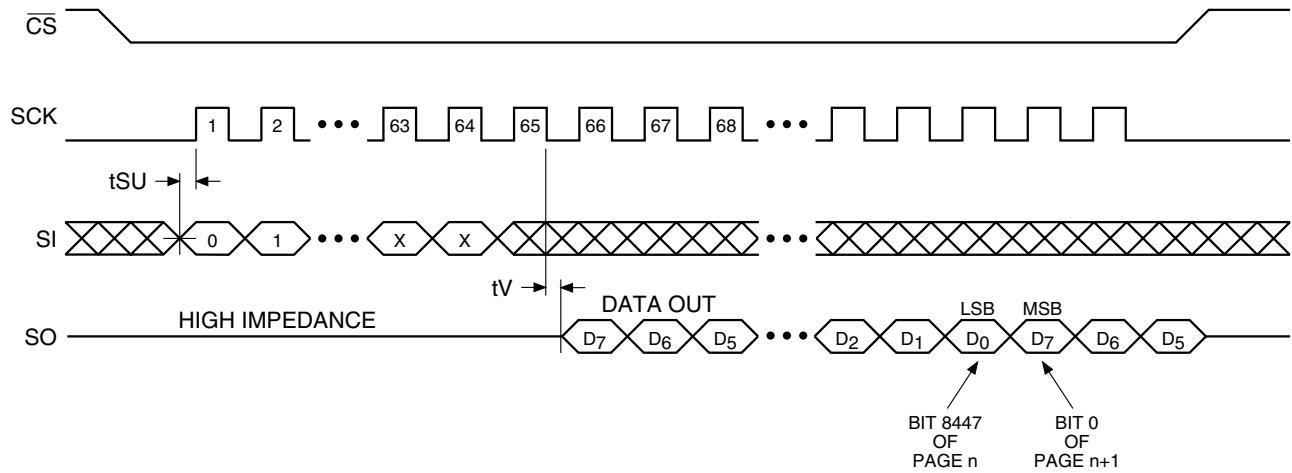 CS
SCK
1 2 ••• 63 64 65 66 67 68 •••
tSU
SI
0 1 ••• X X •••
tV
DATA OUT
HIGH IMPEDANCE
LSB MSB
SO
D7 D6 D5 ••• D2 D1 D0 D7 D6 D5
BIT 8447
OF
PAGE n
BIT 0
OF
PAGE n+1